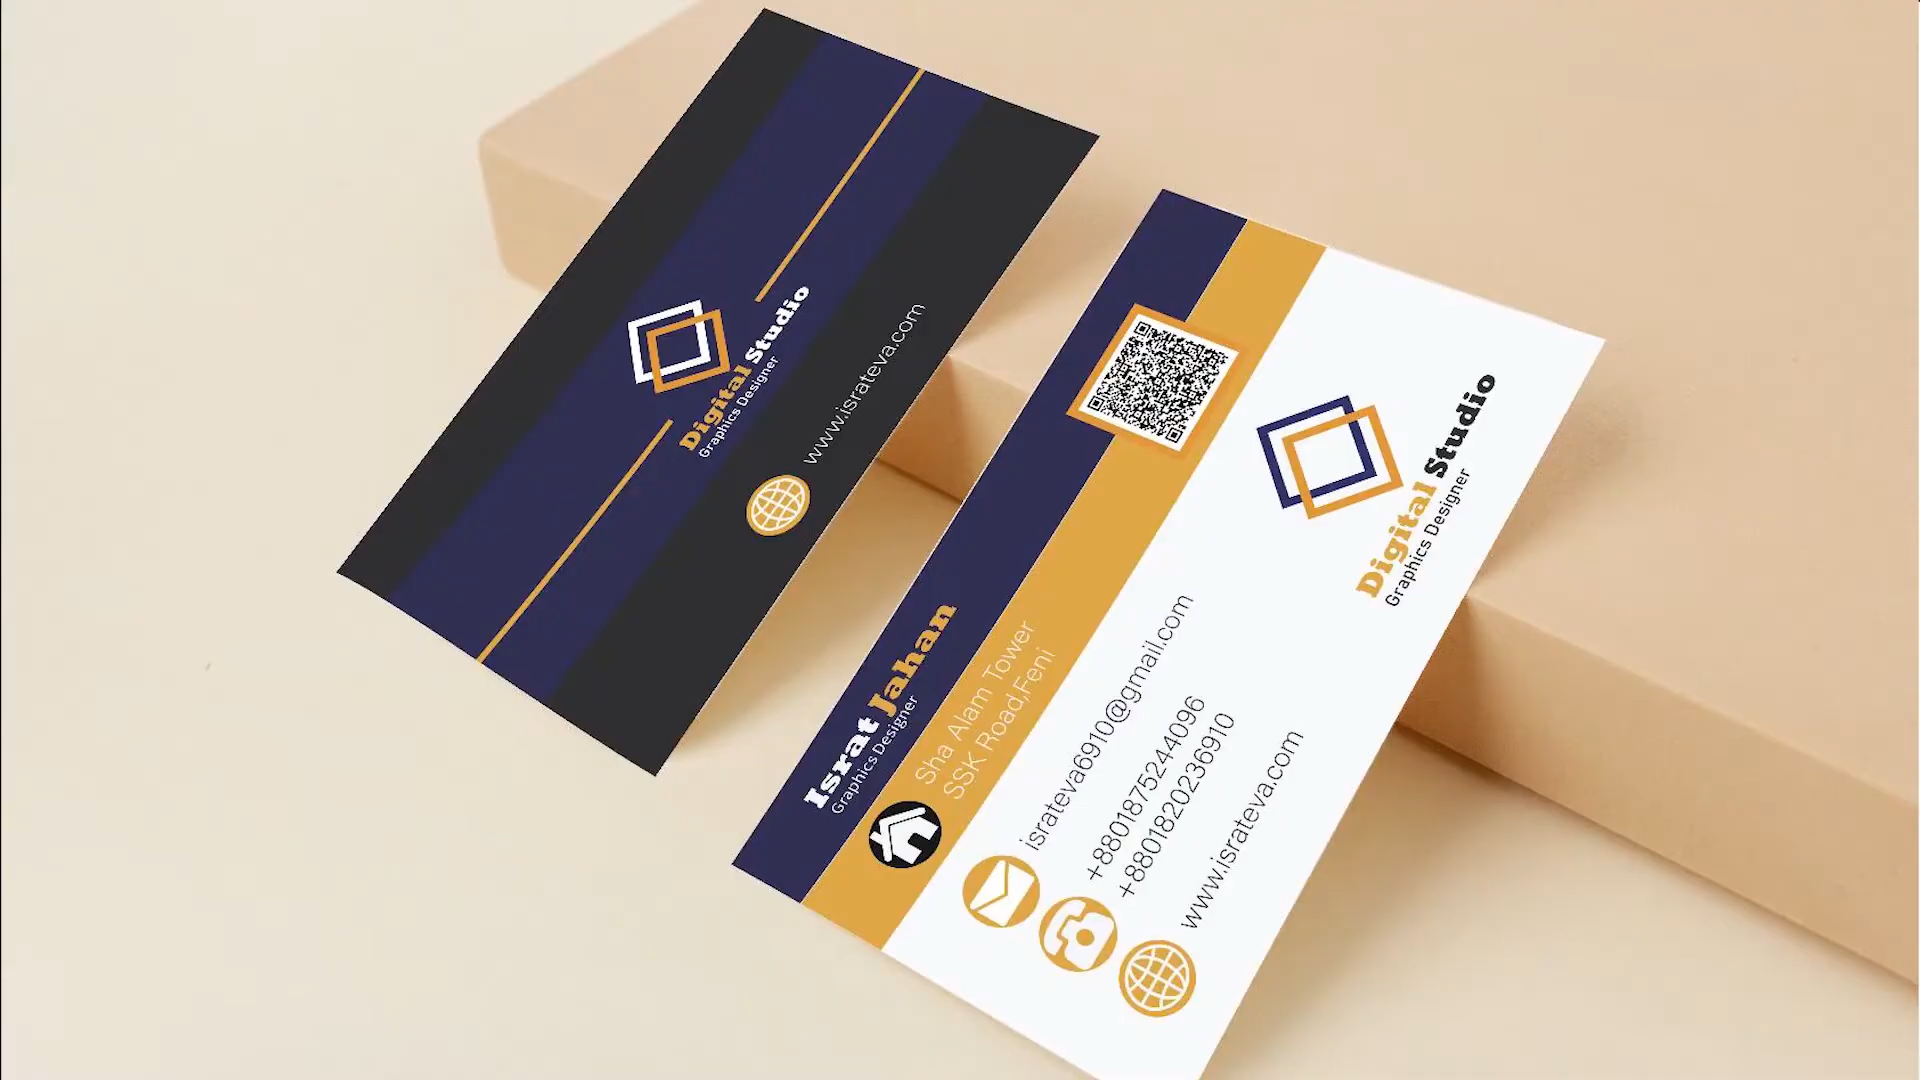 Digital Studio
Graphics Designer
www.israteva.com
Digital Studio
Graphics Designer
Israt Jahan
Graphics Designer
Sha Alam Tower
SSK Road,Feni
israteva6910@gmail.com
+8801875244096
+8801820236910
www.israteva.com